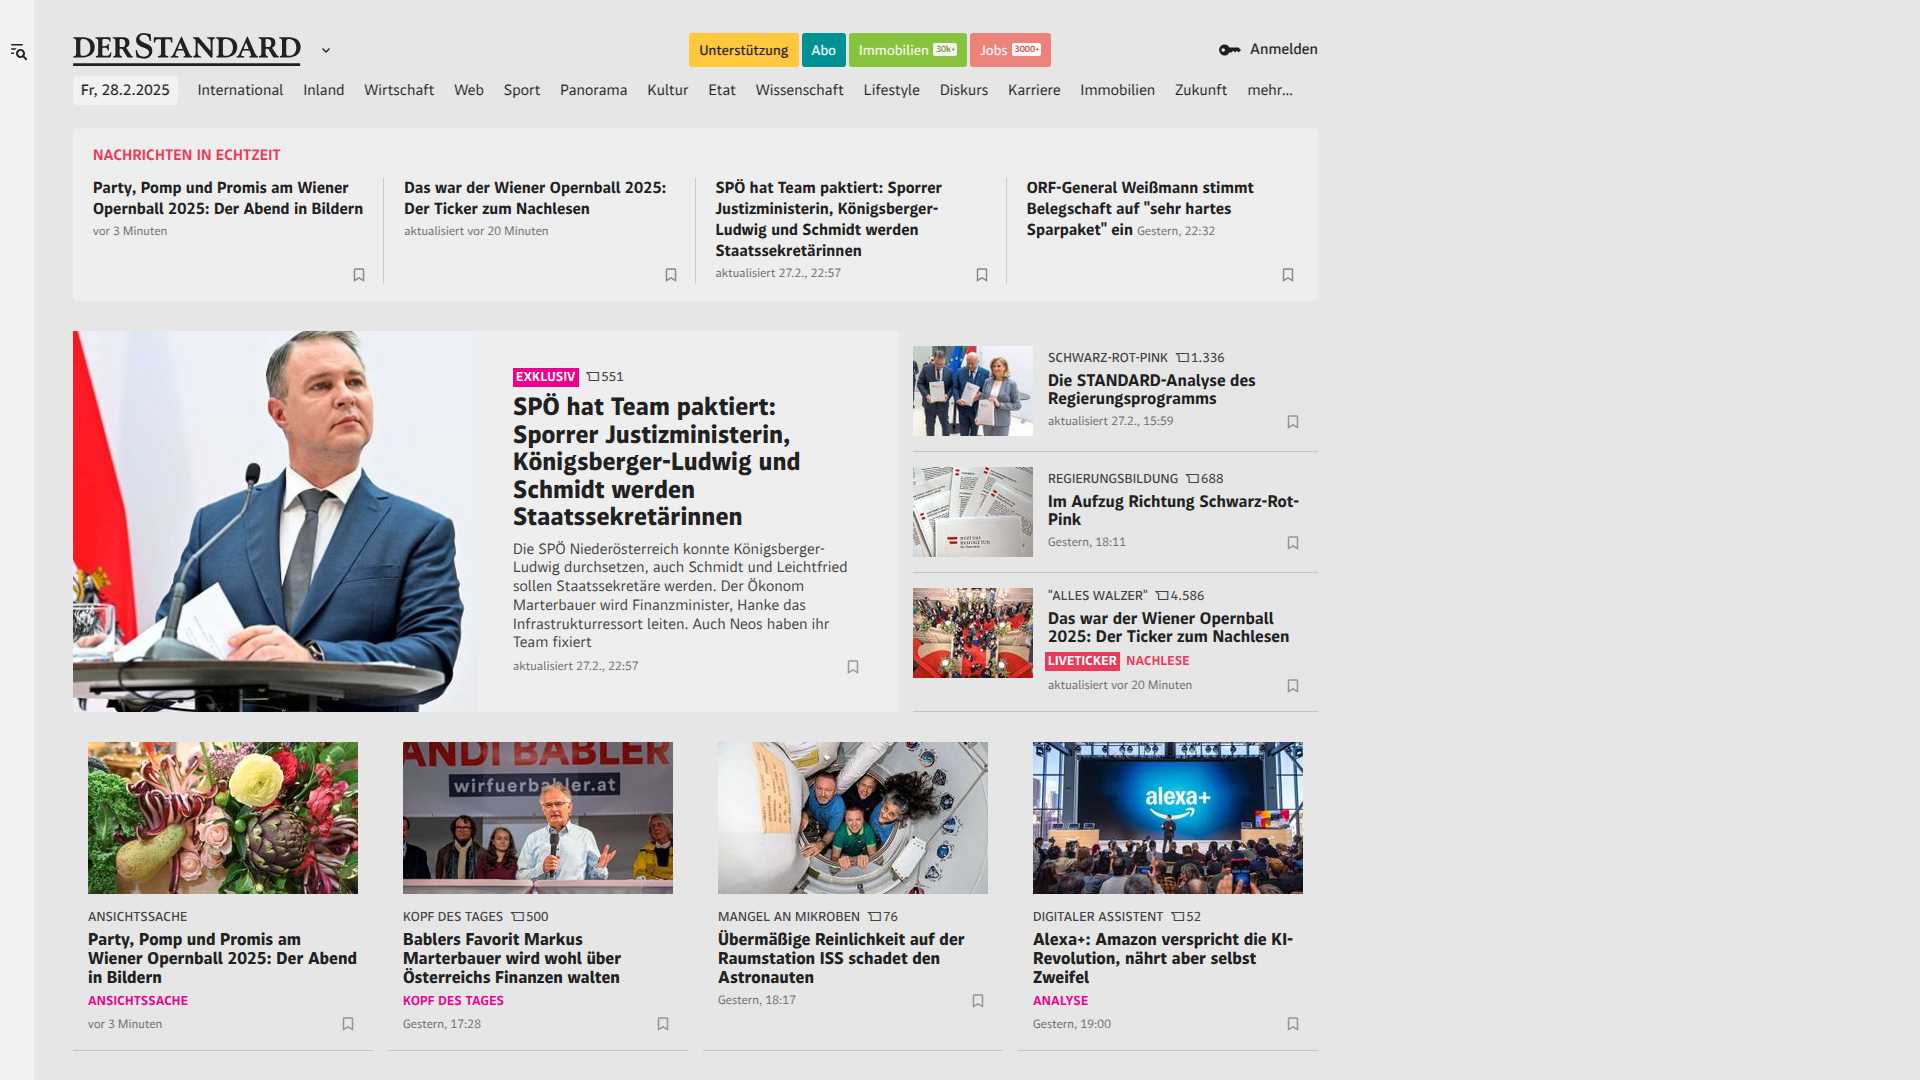 DERSTANDARD
Unterstützung
Abo
Immobilien 30k+
Jobs 3000+
Anmelden
Fr, 28.2.2025
International
Inland
Wirtschaft
Web
Sport
Panorama
Kultur
Etat
Wissenschaft
Lifestyle
Diskurs
Karriere
Immobilien
Zukunft
mehr...
NACHRICHTEN IN ECHTZEIT
Party, Pomp und Promis am Wiener
Opernball 2025: Der Abend in Bildern
vor 3 Minuten
Das war der Wiener Opernball 2025:
Der Ticker zum Nachlesen
aktualisiert vor 20 Minuten
SPÖ hat Team paktiert: Sporrer
Justizministerin, Königsberger-
Ludwig und Schmidt werden
Staatssekretärinnen
aktualisiert 27.2., 22:57
ORF-General Weißmann stimmt
Belegschaft auf "sehr hartes
Sparpaket" ein Gestern, 22:32
EXKLUSIV 551
SPÖ hat Team paktiert:
Sporrer Justizministerin,
Königsberger-Ludwig und
Schmidt werden
Staatssekretärinnen
Die SPÖ Niederösterreich konnte Königsberger-
Ludwig durchsetzen, auch Schmidt und Leichtfried
sollen Staatssekretäre werden. Der Ökonom
Marterbauer wird Finanzminister, Hanke das
Infrastrukturressort leiten. Auch Neos haben ihr
Team fixiert
aktualisiert 27.2., 22:57
SCHWARZ-ROT-PINK 1.336
Die STANDARD-Analyse des
Regierungsprogramms
aktualisiert 27.2., 15:59
REGIERUNGSBILDUNG 688
Im Aufzug Richtung Schwarz-Rot-
Pink
Gestern, 18:11
"ALLES WALZER" 4.586
Das war der Wiener Opernball
2025: Der Ticker zum Nachlesen
LIVETICKER NACHLESE
aktualisiert vor 20 Minuten
ANSICHTSSACHE
Party, Pomp und Promis am
Wiener Opernball 2025: Der Abend
in Bildern
ANSICHTSSACHE
vor 3 Minuten
ANDI BABLER
wirfuerbabler.at
KOPF DES TAGES 500
Bablers Favorit Markus
Marterbauer wird wohl über
Österreichs Finanzen walten
KOPF DES TAGES
Gestern, 17:28
MANGEL AN MIKROBEN 76
Übermäßige Reinlichkeit auf der
Raumstation ISS schadet den
Astronauten
Gestern, 18:17
alexa+
DIGITALER ASSISTENT 52
Alexa+: Amazon verspricht die KI-
Revolution, nährt aber selbst
Zweifel
ANALYSE
Gestern, 19:00